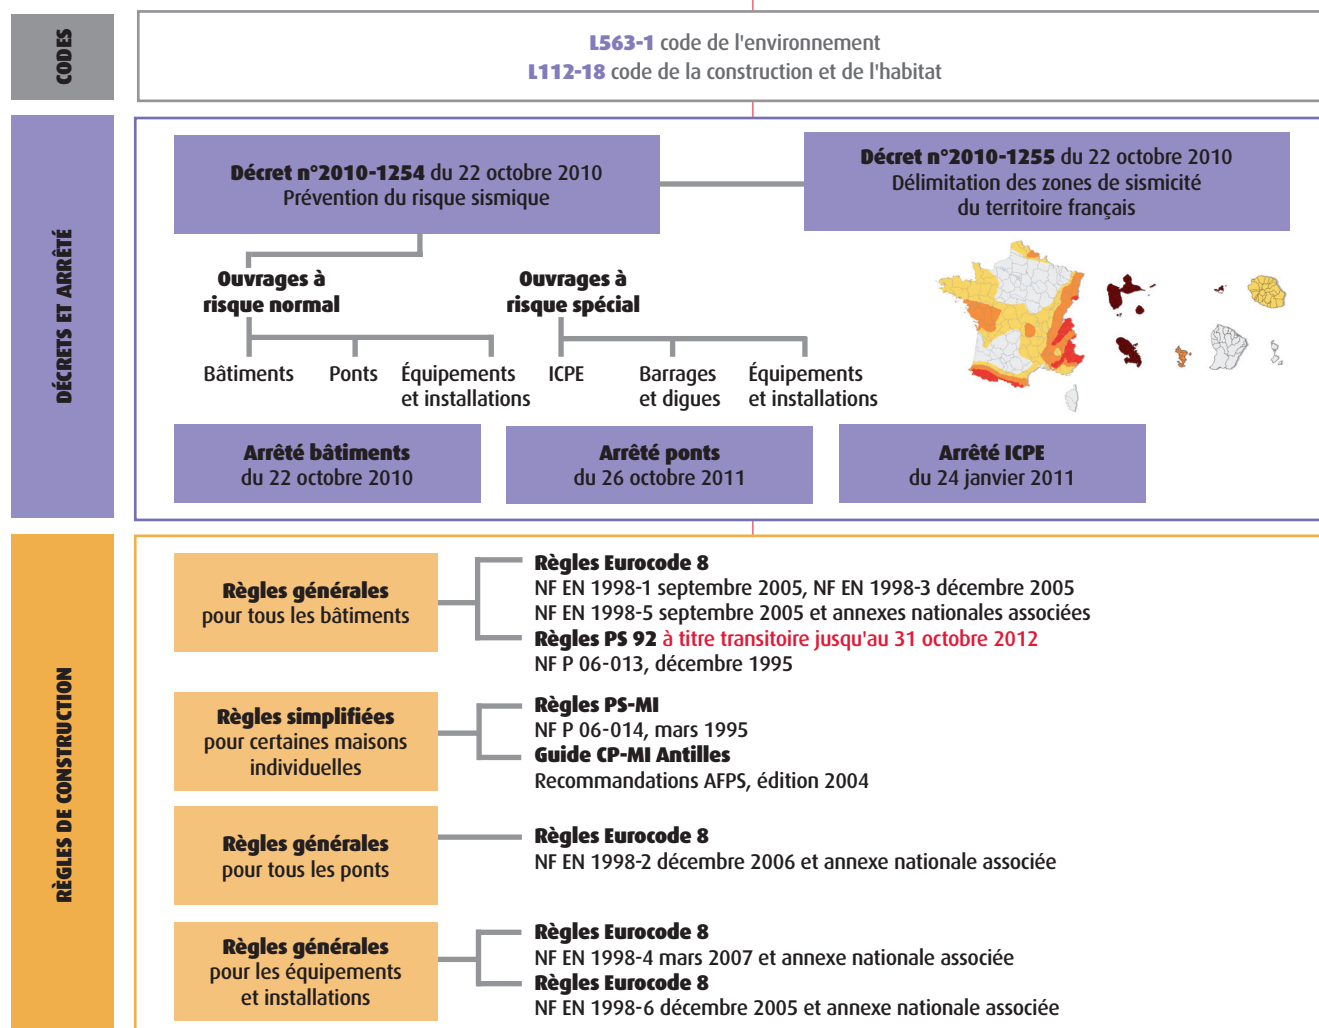 CODES
L563-1 code de l'environnement
L112-18 code de la construction et de l'habitat
DÉCRETS ET ARRÊTÉ
Décret n°2010-1254 du 22 octobre 2010
Prévention du risque sismique
Décret n°2010-1255 du 22 octobre 2010
Délimitation des zones de sismicité
du territoire français
Ouvrages à
risque normal
Ouvrages à
risque spécial
Bâtiments
Ponts
Équipements
et installations
ICPE
Barrages
et digues
Équipements
et installations
Arrêté bâtiments
du 22 octobre 2010
Arrêté ponts
du 26 octobre 2011
Arrêté ICPE
du 24 janvier 2011
RÈGLES DE CONSTRUCTION
Règles générales
pour tous les bâtiments
Règles Eurocode 8
NF EN 1998-1 septembre 2005, NF EN 1998-3 décembre 2005
NF EN 1998-5 septembre 2005 et annexes nationales associées
Règles PS 92 à titre transitoire jusqu'au 31 octobre 2012
NF P 06-013, décembre 1995
Règles simplifiées
pour certaines maisons
individuelles
Règles PS-MI
NF P 06-014, mars 1995
Guide CP-MI Antilles
Recommandations AFPS, édition 2004
Règles générales
pour tous les ponts
Règles Eurocode 8
NF EN 1998-2 décembre 2006 et annexe nationale associée
Règles générales
pour les équipements
et installations
Règles Eurocode 8
NF EN 1998-4 mars 2007 et annexe nationale associée
Règles Eurocode 8
NF EN 1998-6 décembre 2005 et annexe nationale associée